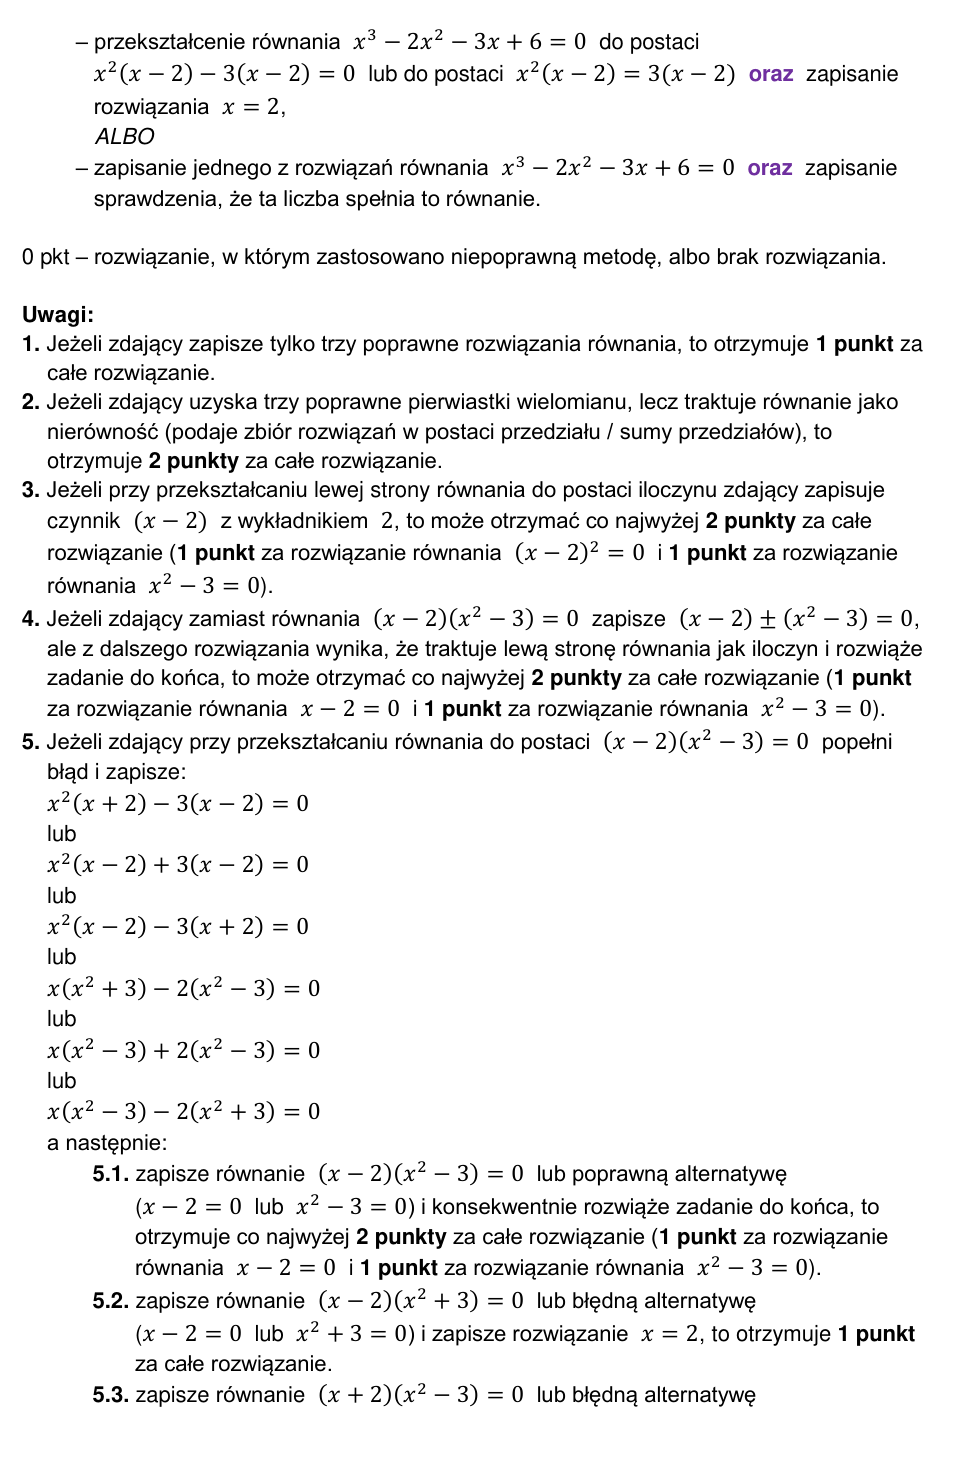 – przekształcenie równania x³ − 2x² − 3x + 6 = 0 do postaci
x²(x − 2) − 3(x − 2) = 0 lub do postaci x²(x − 2) = 3(x − 2) oraz zapisanie
rozwiązania x = 2,
ALBO
– zapisanie jednego z rozwiązań równania x³ − 2x² − 3x + 6 = 0 oraz zapisanie
sprawdzenia, że ta liczba spełnia to równanie.
0 pkt – rozwiązanie, w którym zastosowano niepoprawną metodę, albo brak rozwiązania.
Uwagi:
1. Jeżeli zdający zapisze tylko trzy poprawne rozwiązania równania, to otrzymuje 1 punkt za
całe rozwiązanie.
2. Jeżeli zdający uzyska trzy poprawne pierwiastki wielomianu, lecz traktuje równanie jako
nierówność (podaje zbiór rozwiązań w postaci przedziału / sumy przedziałów), to
otrzymuje 2 punkty za całe rozwiązanie.
3. Jeżeli przy przekształcaniu lewej strony równania do postaci iloczynu zdający zapisuje
czynnik (x − 2) z wykładnikiem 2, to może otrzymać co najwyżej 2 punkty za całe
rozwiązanie (1 punkt za rozwiązanie równania (x − 2)² = 0 i 1 punkt za rozwiązanie
równania x² − 3 = 0).
4. Jeżeli zdający zamiast równania (x − 2)(x² − 3) = 0 zapisze (x − 2) ± (x² − 3) = 0,
ale z dalszego rozwiązania wynika, że traktuje lewą stronę równania jak iloczyn i rozwiąże
zadanie do końca, to może otrzymać co najwyżej 2 punkty za całe rozwiązanie (1 punkt
za rozwiązanie równania x − 2 = 0 i 1 punkt za rozwiązanie równania x² − 3 = 0).
5. Jeżeli zdający przy przekształcaniu równania do postaci (x − 2)(x² − 3) = 0 popełni
błąd i zapisze:
x²(x + 2) − 3(x − 2) = 0
lub
x²(x − 2) + 3(x − 2) = 0
lub
x²(x − 2) − 3(x + 2) = 0
lub
x(x² + 3) − 2(x² − 3) = 0
lub
x(x² − 3) + 2(x² − 3) = 0
lub
x(x² − 3) − 2(x² + 3) = 0
a następnie:
5.1. zapisze równanie (x − 2)(x² − 3) = 0 lub poprawną alternatywę
(x − 2 = 0 lub x² − 3 = 0) i konsekwentnie rozwiąże zadanie do końca, to
otrzymuje co najwyżej 2 punkty za całe rozwiązanie (1 punkt za rozwiązanie
równania x − 2 = 0 i 1 punkt za rozwiązanie równania x² − 3 = 0).
5.2. zapisze równanie (x − 2)(x² + 3) = 0 lub błędną alternatywę
(x − 2 = 0 lub x² + 3 = 0) i zapisze rozwiązanie x = 2, to otrzymuje 1 punkt
za całe rozwiązanie.
5.3. zapisze równanie (x + 2)(x² − 3) = 0 lub błędną alternatywę